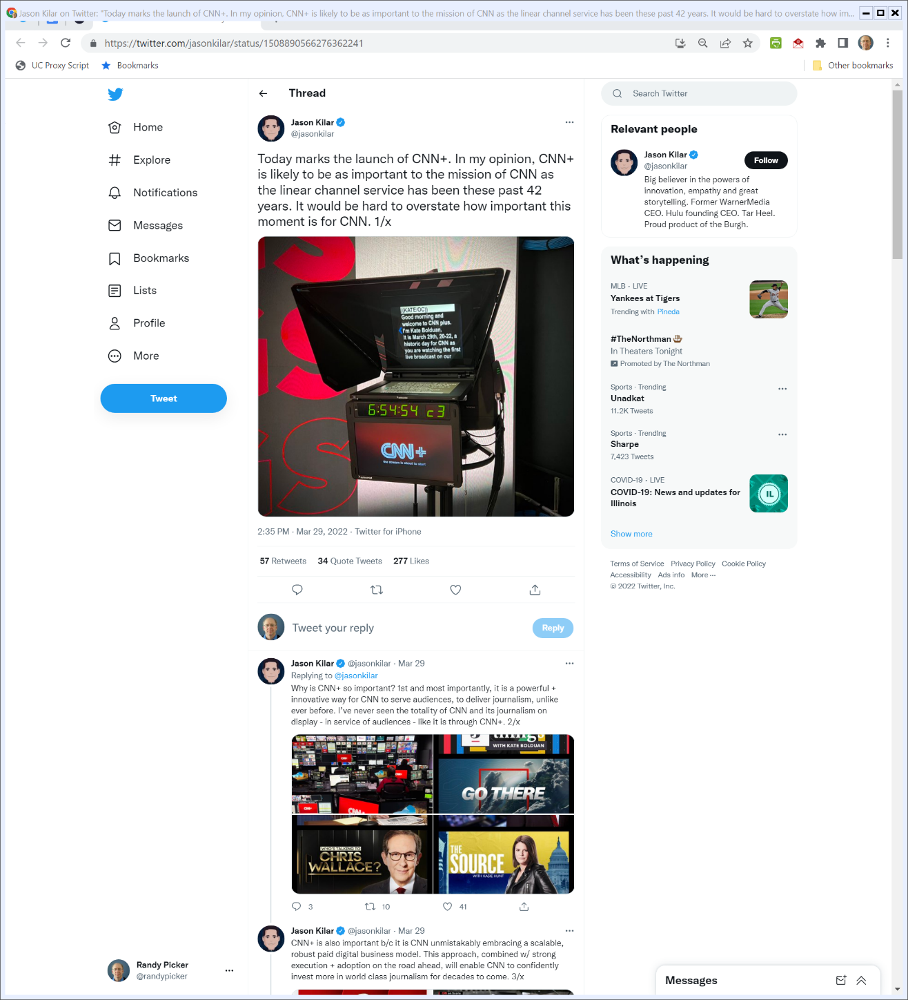 Jason Kilar on Twitter: "Today marks the launch of CNN+. In my opinion, CNN+ is likely to be as important to the mission of CNN as the linear channel service has been these past 42 years. It would be hard to overstate how im...
https://twitter.com/jasonkilar/status/1508890566276362241
UC Proxy Script
Bookmarks
Other bookmarks
Home
Explore
Notifications
Messages
Bookmarks
Lists
Profile
More
Tweet
Randy Picker
@randypicker
Thread
Jason Kilar
@jasonkilar
Today marks the launch of CNN+. In my opinion, CNN+
is likely to be as important to the mission of CNN as
the linear channel service has been these past 42
years. It would be hard to overstate how important this
moment is for CNN. 1/x
((KATE/OC))
Good morning and
welcome to CNN plus.
I'm Kate Bolduan.
It is March 29th, 20-22, a
historic day for CNN as
you are watching the first
live broadcast on our
6:54:54 c3
CNN+
the stream is about to start
2:35 PM · Mar 29, 2022 · Twitter for iPhone
57 Retweets 34 Quote Tweets 277 Likes
Tweet your reply
Reply
Jason Kilar @jasonkilar · Mar 29
Replying to @jasonkilar
Why is CNN+ so important? 1st and most importantly, it is a powerful +
innovative way for CNN to serve audiences, to deliver journalism, unlike
ever before. I've never seen the totality of CNN and its journalism on
display - in service of audiences - like it is through CNN+. 2/x
5 things
WITH KATE BOLDUAN
GO THERE
WHO'S TALKING TO
CHRIS
WALLACE?
THE
SOURCE
WITH KASIE HUNT
3 10 41
Jason Kilar @jasonkilar · Mar 29
CNN+ is also important b/c it is CNN unmistakably embracing a scalable,
robust paid digital business model. This approach, combined w/ strong
execution + adoption on the road ahead, will enable CNN to confidently
invest more in world class journalism for decades to come. 3/x
Search Twitter
Relevant people
Jason Kilar
@jasonkilar
Follow
Big believer in the powers of
innovation, empathy and great
storytelling. Former WarnerMedia
CEO. Hulu founding CEO. Tar Heel.
Proud product of the Burgh.
What's happening
MLB · LIVE
Yankees at Tigers
Trending with Pineda
#TheNorthman
In Theaters Tonight
Promoted by The Northman
Sports · Trending
Unadkat
11.2K Tweets
Sports · Trending
Sharpe
7,423 Tweets
COVID-19 · LIVE
COVID-19: News and updates for
Illinois
IL
Show more
Terms of Service Privacy Policy Cookie Policy
Accessibility Ads info More ···
© 2022 Twitter, Inc.
Messages